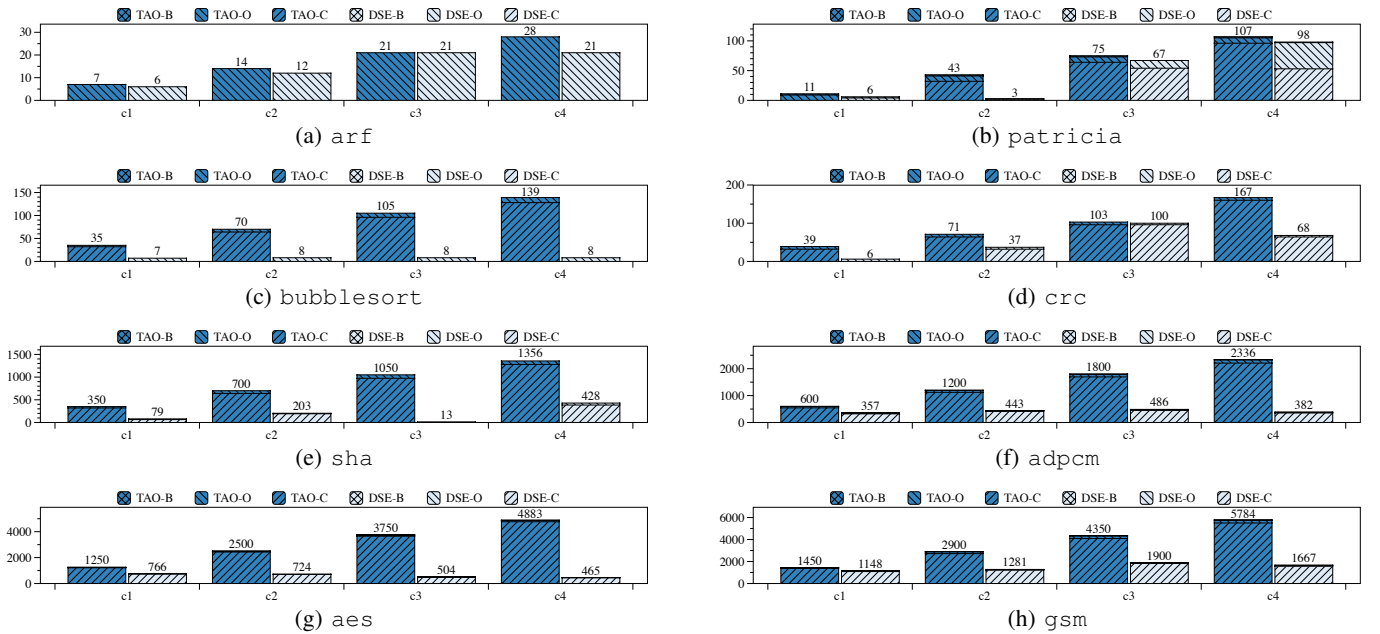 TAO-B TAO-O TAO-C DSE-B DSE-O DSE-C
30
20
10
0
7 6 14 12 21 21 28 21
c1 c2 c3 c4
(a) arf
TAO-B TAO-O TAO-C DSE-B DSE-O DSE-C
100
50
0
11 6 43 3 75 67 107 98
c1 c2 c3 c4
(b) patricia
TAO-B TAO-O TAO-C DSE-B DSE-O DSE-C
150
100
50
0
35 7 70 8 105 8 139 8
c1 c2 c3 c4
(c) bubblesort
TAO-B TAO-O TAO-C DSE-B DSE-O DSE-C
200
100
0
39 6 71 37 103 100 167 68
c1 c2 c3 c4
(d) crc
TAO-B TAO-O TAO-C DSE-B DSE-O DSE-C
1500
1000
500
0
350 79 700 203 1050 13 1356 428
c1 c2 c3 c4
(e) sha
TAO-B TAO-O TAO-C DSE-B DSE-O DSE-C
2000
1000
0
600 357 1200 443 1800 486 2336 382
c1 c2 c3 c4
(f) adpcm
TAO-B TAO-O TAO-C DSE-B DSE-O DSE-C
4000
2000
0
1250 766 2500 724 3750 504 4883 465
c1 c2 c3 c4
(g) aes
TAO-B TAO-O TAO-C DSE-B DSE-O DSE-C
6000
4000
2000
0
1450 1148 2900 1281 4350 1900 5784 1667
c1 c2 c3 c4
(h) gsm